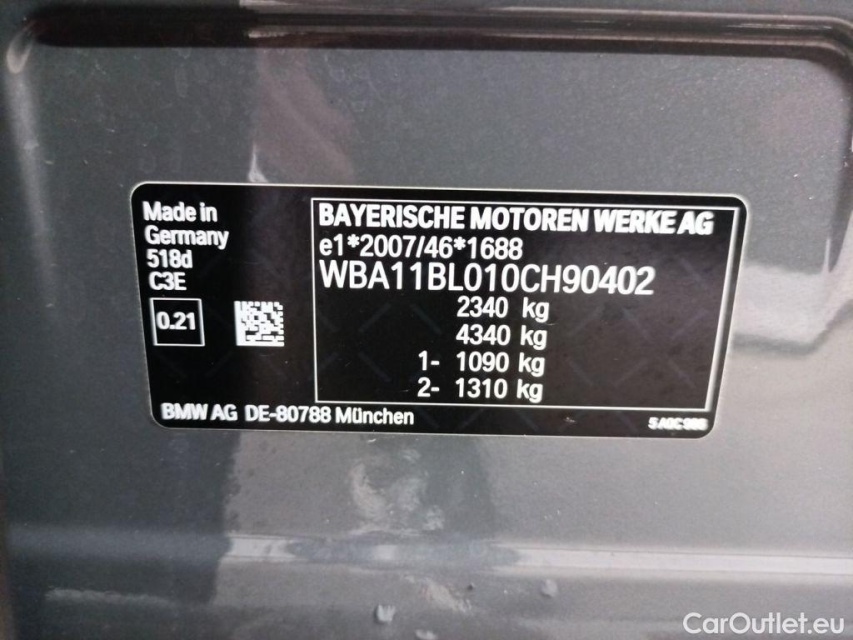 Made in
Germany
518d
C3E
0.21
BAYERISCHE MOTOREN WERKE AG
e1*2007/46*1688
WBA11BL010CH90402
2340 kg
4340 kg
1- 1090 kg
2- 1310 kg
BMW AG DE-80788 München
CarOutlet.eu